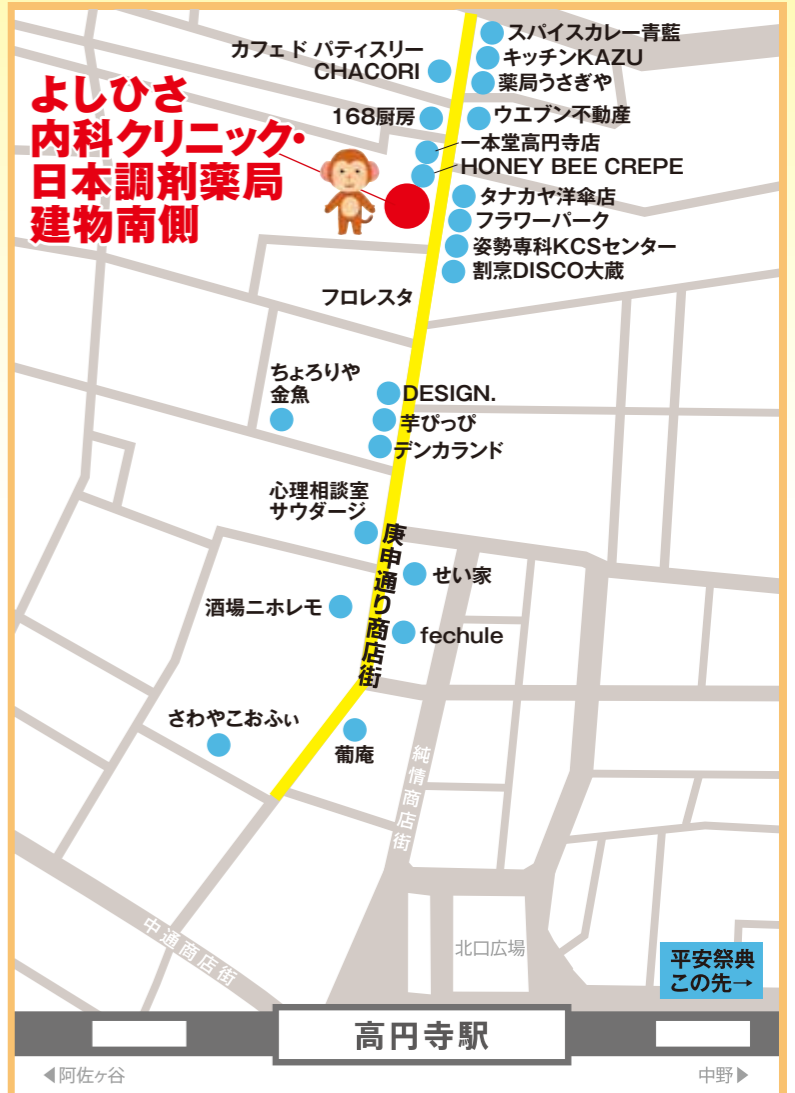 スパイスカレー青藍
カフェド パティスリー
CHACORI
キッチンKAZU
薬局うさぎや
よしひさ
内科クリニック・
日本調剤薬局
建物南側
168厨房
ウエブン不動産
一本堂高円寺店
HONEY BEE CREPE
タナカヤ洋傘店
フラワーパーク
姿勢専科KCSセンター
割烹DISCO大蔵
フロレスタ
ちょろりや
金魚
DESIGN.
芋ぴっぴ
デンカランド
心理相談室
サウダージ
庚申通り商店街
せい家
酒場ニホレモ
fechule
さわやこおふぃ
葡庵
純情商店街
中通商店街
北口広場
平安祭典
この先→
高円寺駅
◀阿佐ヶ谷
中野▶